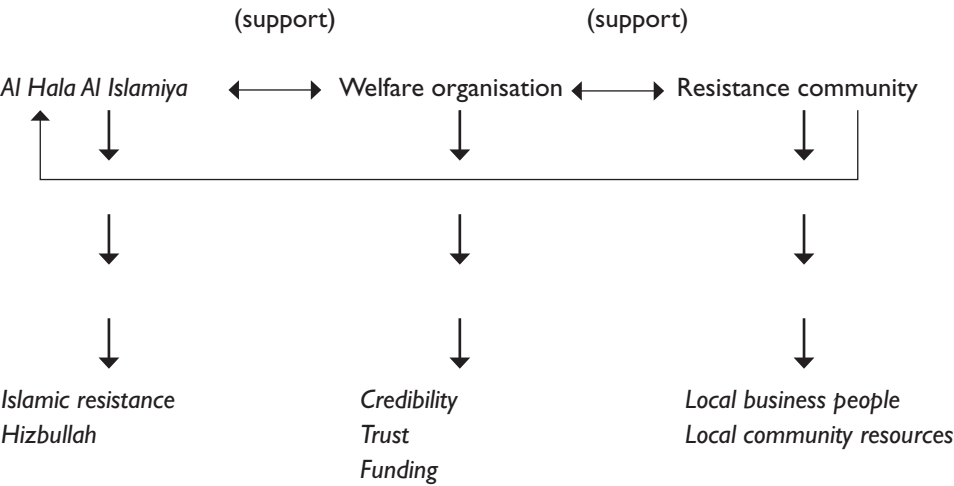 (support) (support)
Al Hala Al Islamiya Welfare organisation Resistance community
Islamic resistance Credibility Local business people
Hizbullah Trust Local community resources
Funding